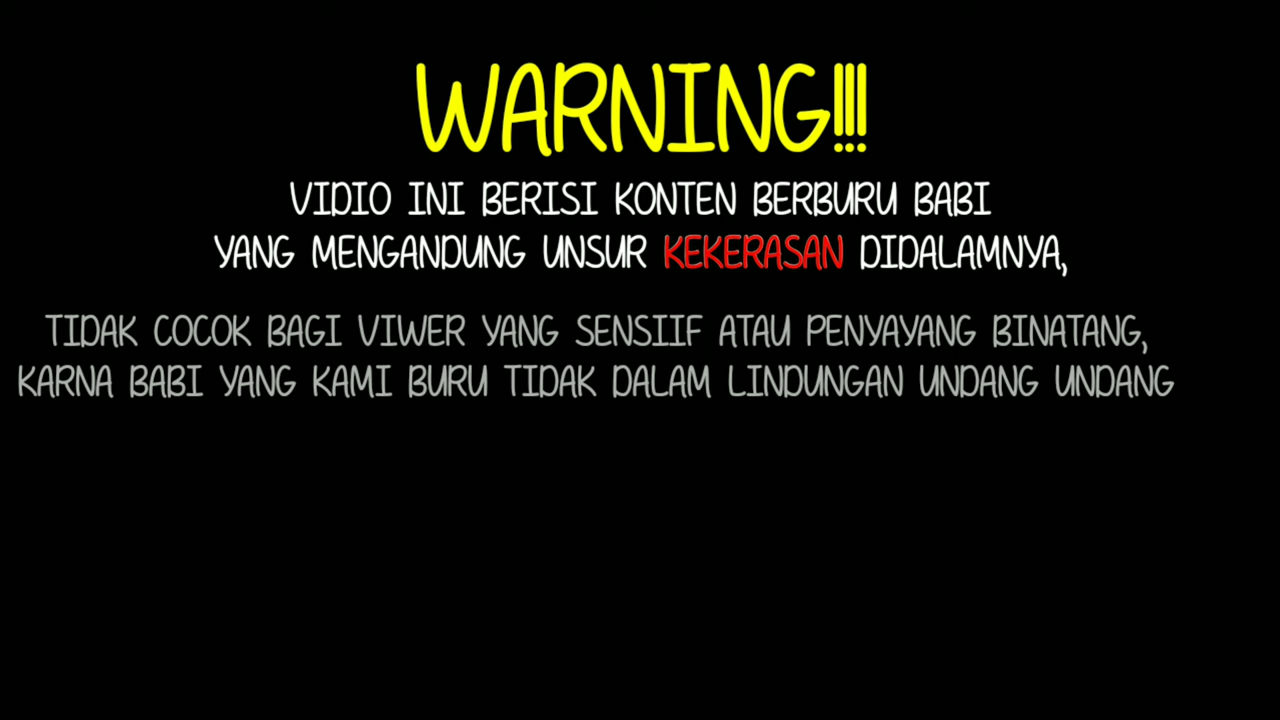 WARNING!!!
VIDIO INI BERISI KONTEN BERBURU BABI
YANG MENGANDUNG UNSUR KEKERASAN DIDALAMNYA,
TIDAK COCOK BAGI VIWER YANG SENSIIF ATAU PENYAYANG BINATANG,
KARNA BABI YANG KAMI BURU TIDAK DALAM LINDUNGAN UNDANG UNDANG